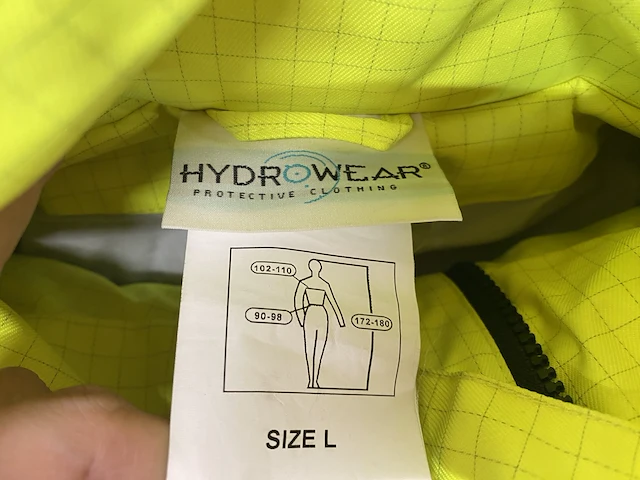 HYDROWEAR®
PROTECTIVE CLOTHING
102-110
90-98
172-180
SIZE L